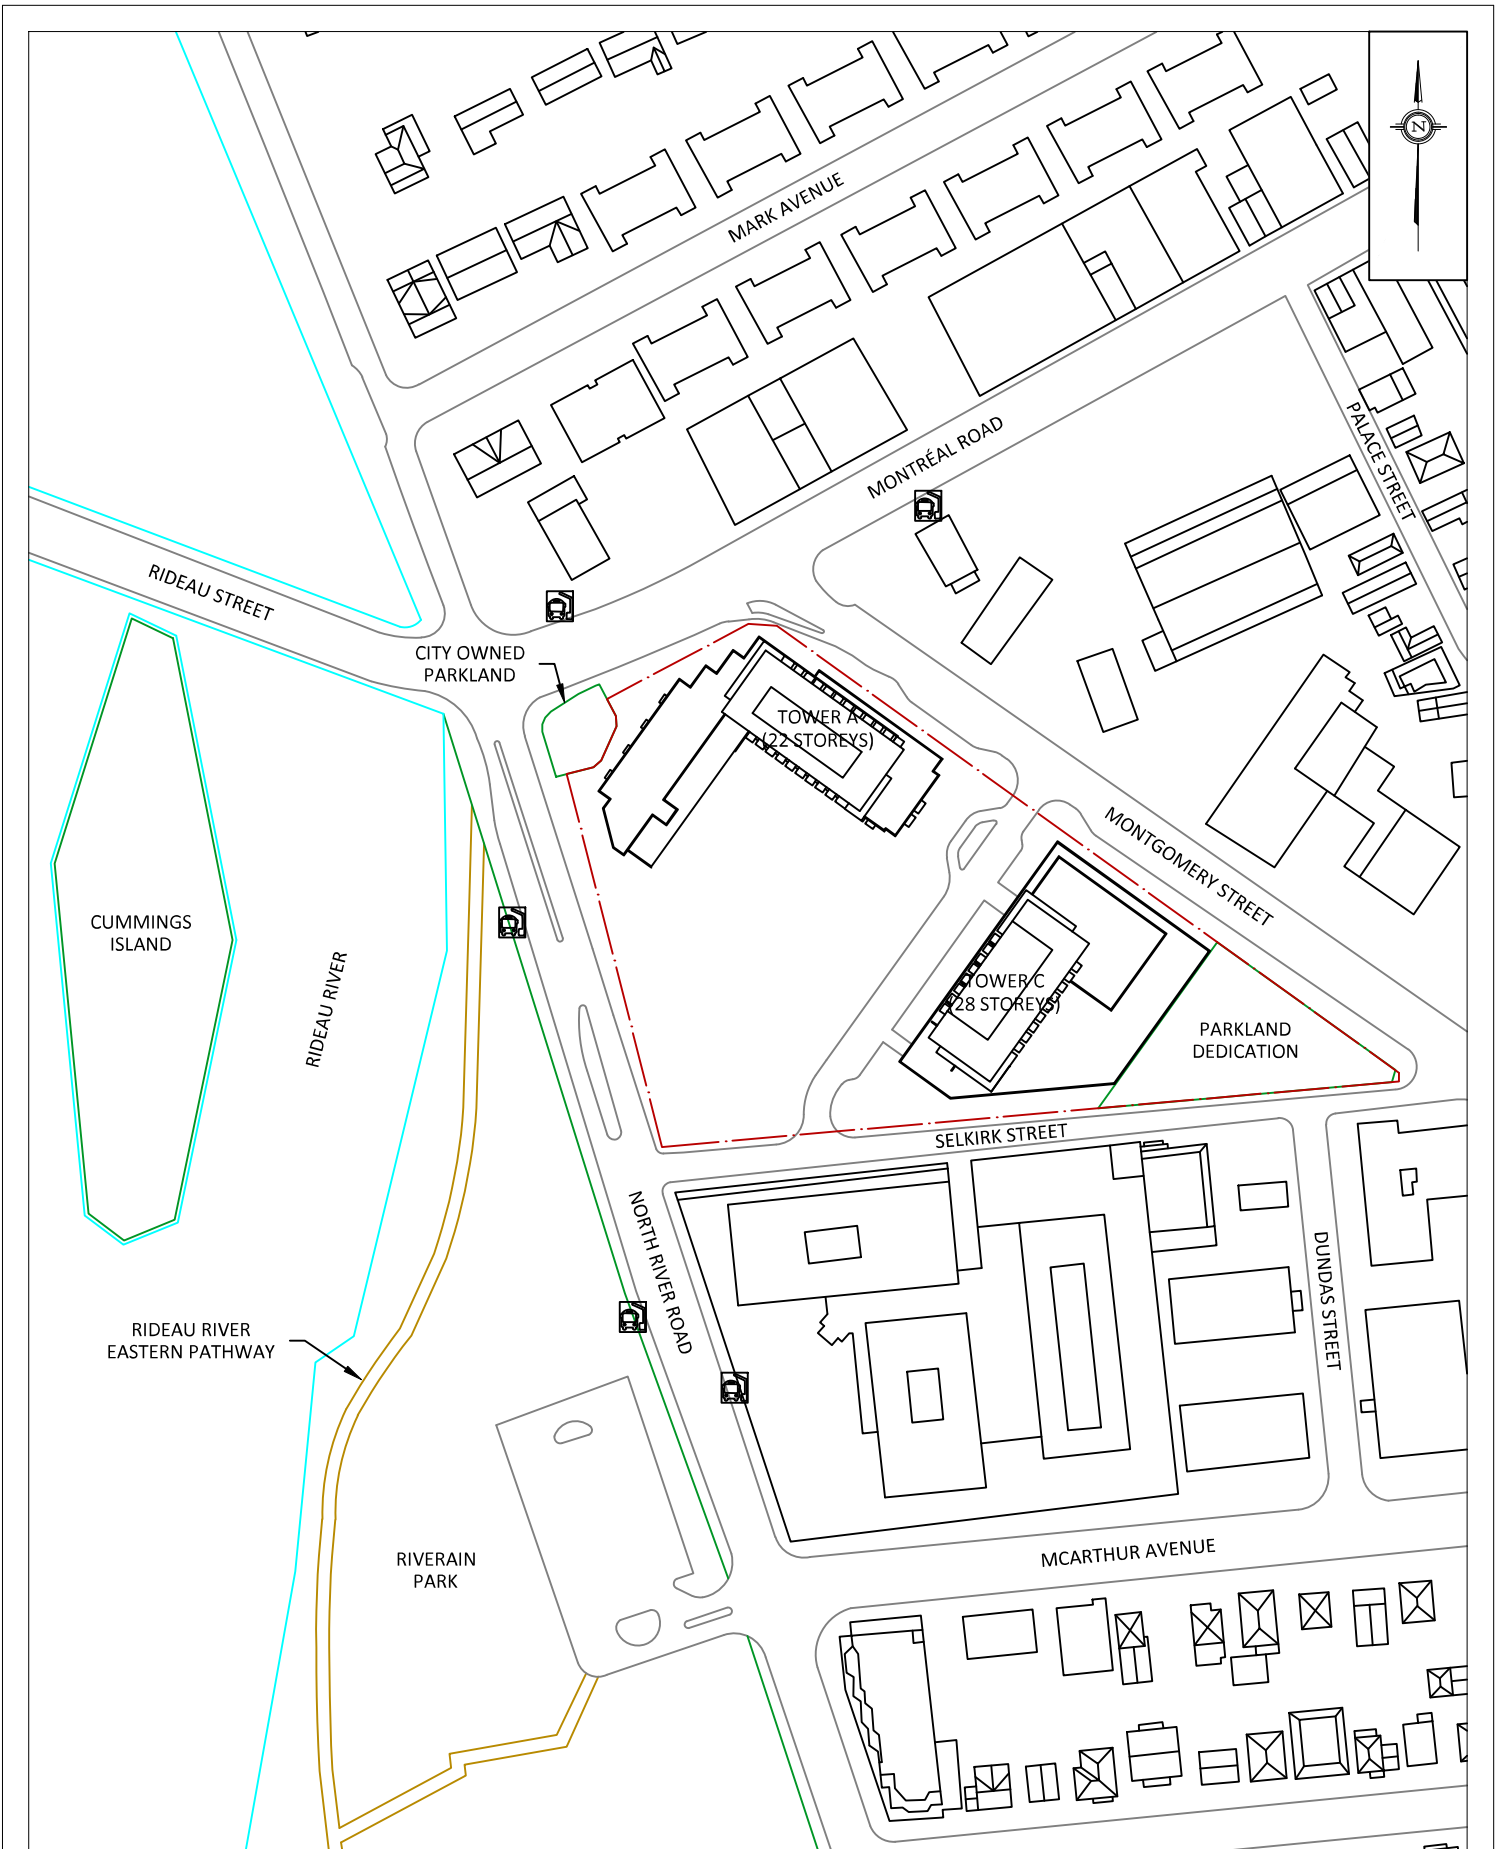 N
MARK AVENUE
MONTRÉAL ROAD
PALACE STREET
RIDEAU STREET
CITY OWNED
PARKLAND
TOWER A
(22 STOREYS)
MONTGOMERY STREET
CUMMINGS
ISLAND
RIDEAU RIVER
TOWER C
(28 STOREYS)
PARKLAND
DEDICATION
SELKIRK STREET
NORTH RIVER ROAD
DUNDAS STREET
RIDEAU RIVER
EASTERN PATHWAY
RIVERAIN
PARK
MCARTHUR AVENUE